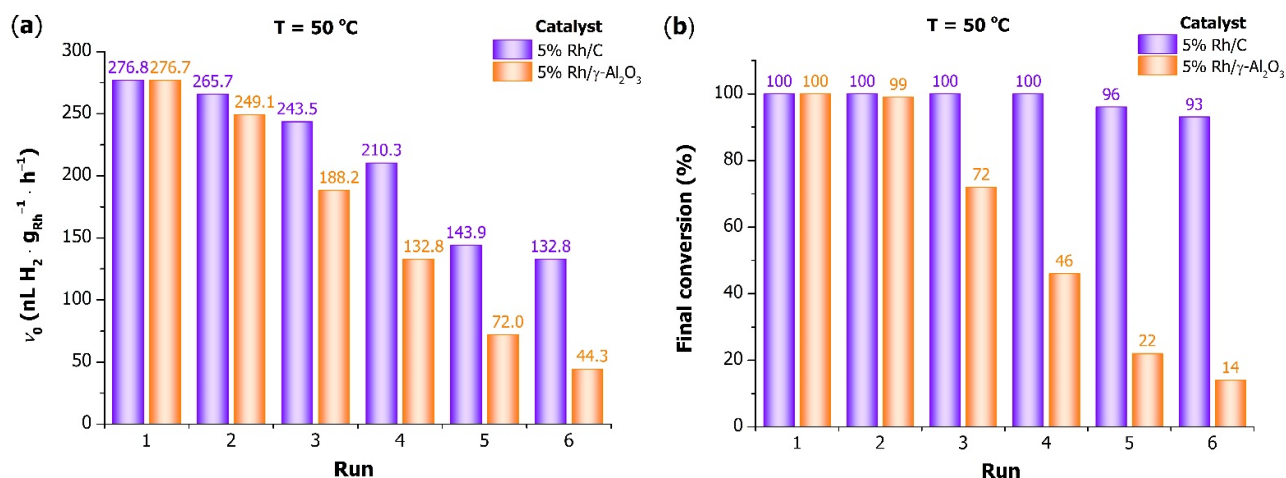 (a)
T = 50 °C
Catalyst
5% Rh/C
5% Rh/γ-Al₂O₃
ν₀ (nL H₂ · gRh⁻¹ · h⁻¹)
300
250
200
150
100
50
0
276.8 276.7
265.7 249.1
243.5 188.2
210.3 132.8
143.9 72.0
132.8 44.3
1 2 3 4 5 6
Run
(b)
T = 50 °C
Catalyst
5% Rh/C
5% Rh/γ-Al₂O₃
Final conversion (%)
100
80
60
40
20
0
100 100
100 99
100 72
100 46
96 22
93 14
1 2 3 4 5 6
Run